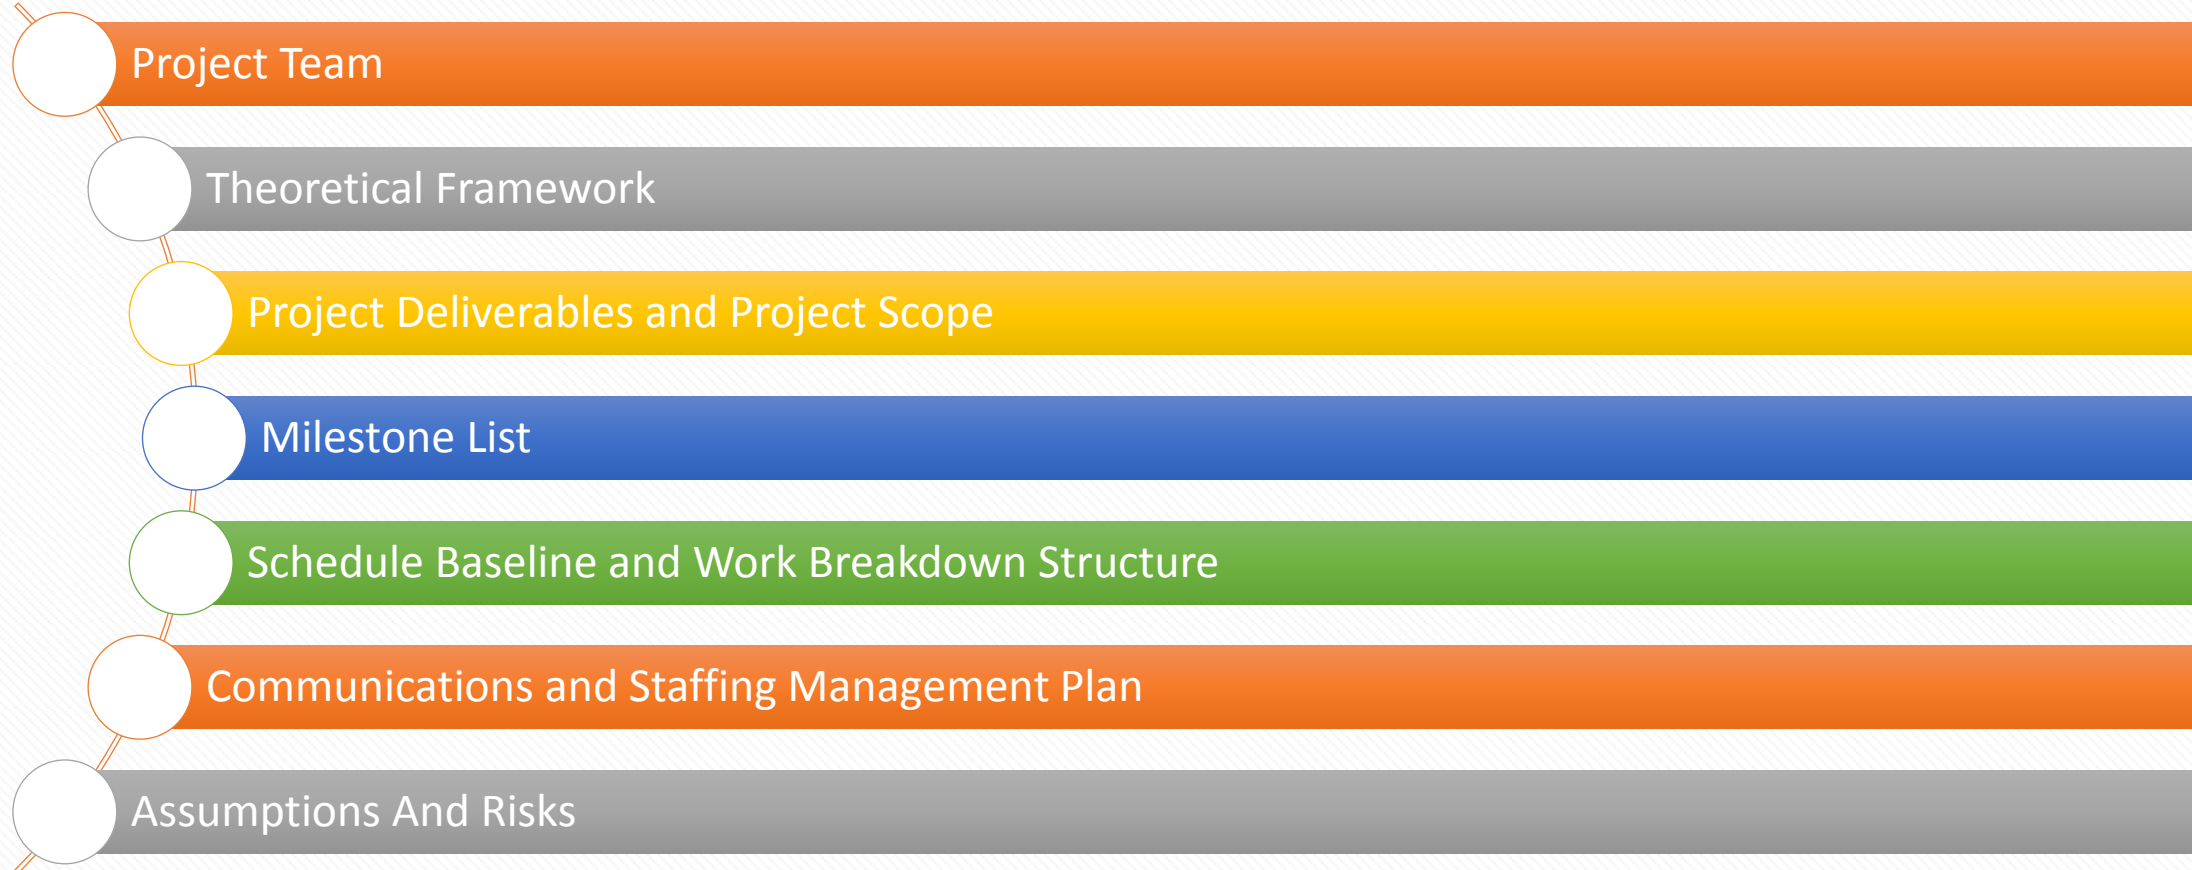 Project Team
Theoretical Framework
Project Deliverables and Project Scope
Milestone List
Schedule Baseline and Work Breakdown Structure
Communications and Staffing Management Plan
Assumptions And Risks